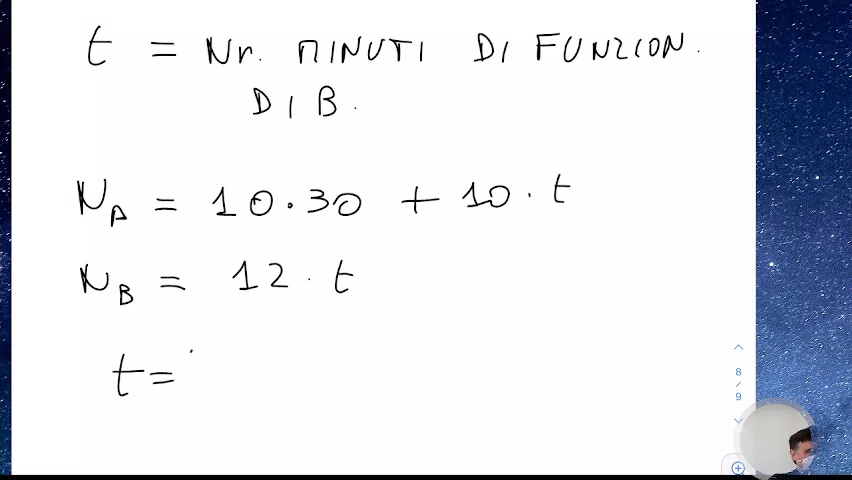 t = Nr. MINUTI DI FUNZION.
DI B.
N_A = 10·30 + 10·t
N_B = 12·t
t=
8
/
9